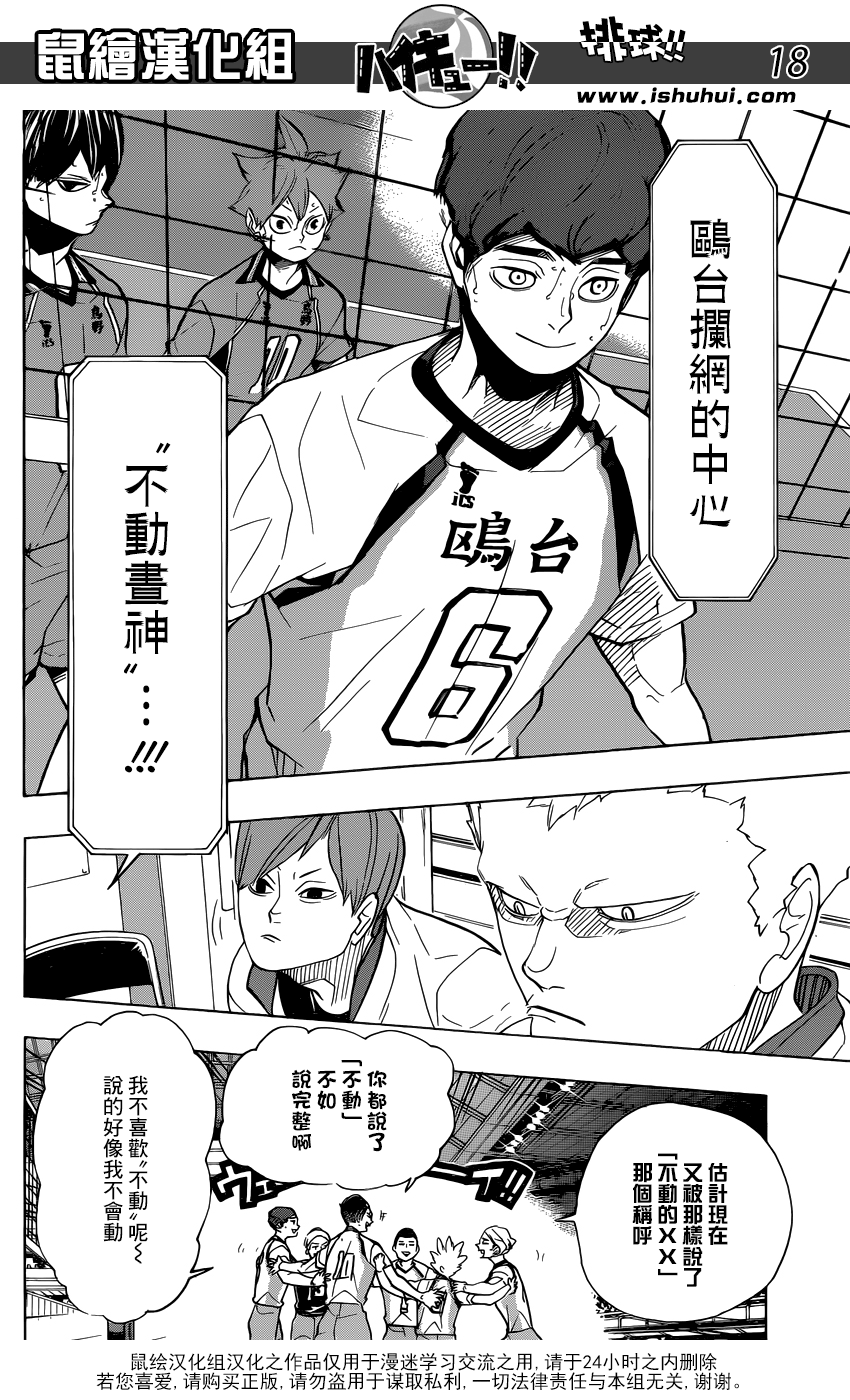 鼠繪漢化組
ハイキュー!!
排球!!
18
www.ishuhui.com
鷗台攔網的中心
鷗台
6
烏野
10
“不動晝神”…!!!
估計現在
又被那樣說了
「不動的XX」
那個稱呼
你都說了
「不動」
不如
說完整啊
我不喜歡“不動”呢～
說的好像我不會動
鼠绘汉化组汉化之作品仅用于漫迷学习交流之用,请于24小时之内删除
若您喜爱,请购买正版,请勿盗用于谋取私利,一切法律责任与本组无关,谢谢。